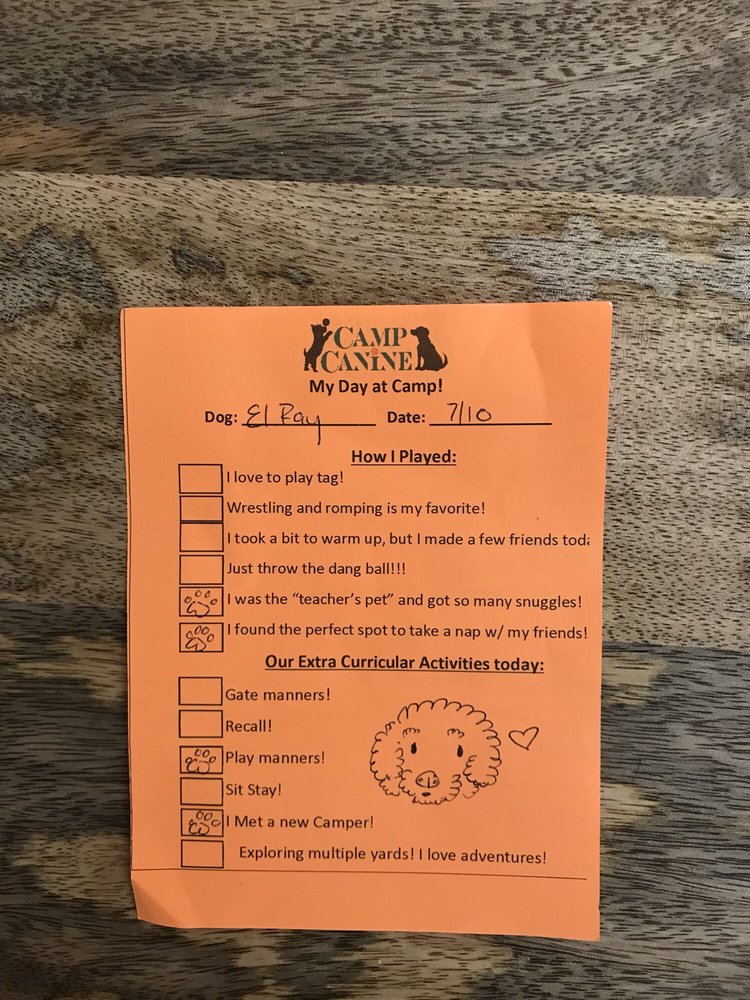 CAMP
CANINE
My Day at Camp!
Dog: El Ray Date: 7/10
How I Played:
I love to play tag!
Wrestling and romping is my favorite!
I took a bit to warm up, but I made a few friends toda
Just throw the dang ball!!!
I was the “teacher’s pet” and got so many snuggles!
I found the perfect spot to take a nap w/ my friends!
Our Extra Curricular Activities today:
Gate manners!
Recall!
Play manners!
Sit Stay!
I Met a new Camper!
Exploring multiple yards! I love adventures!